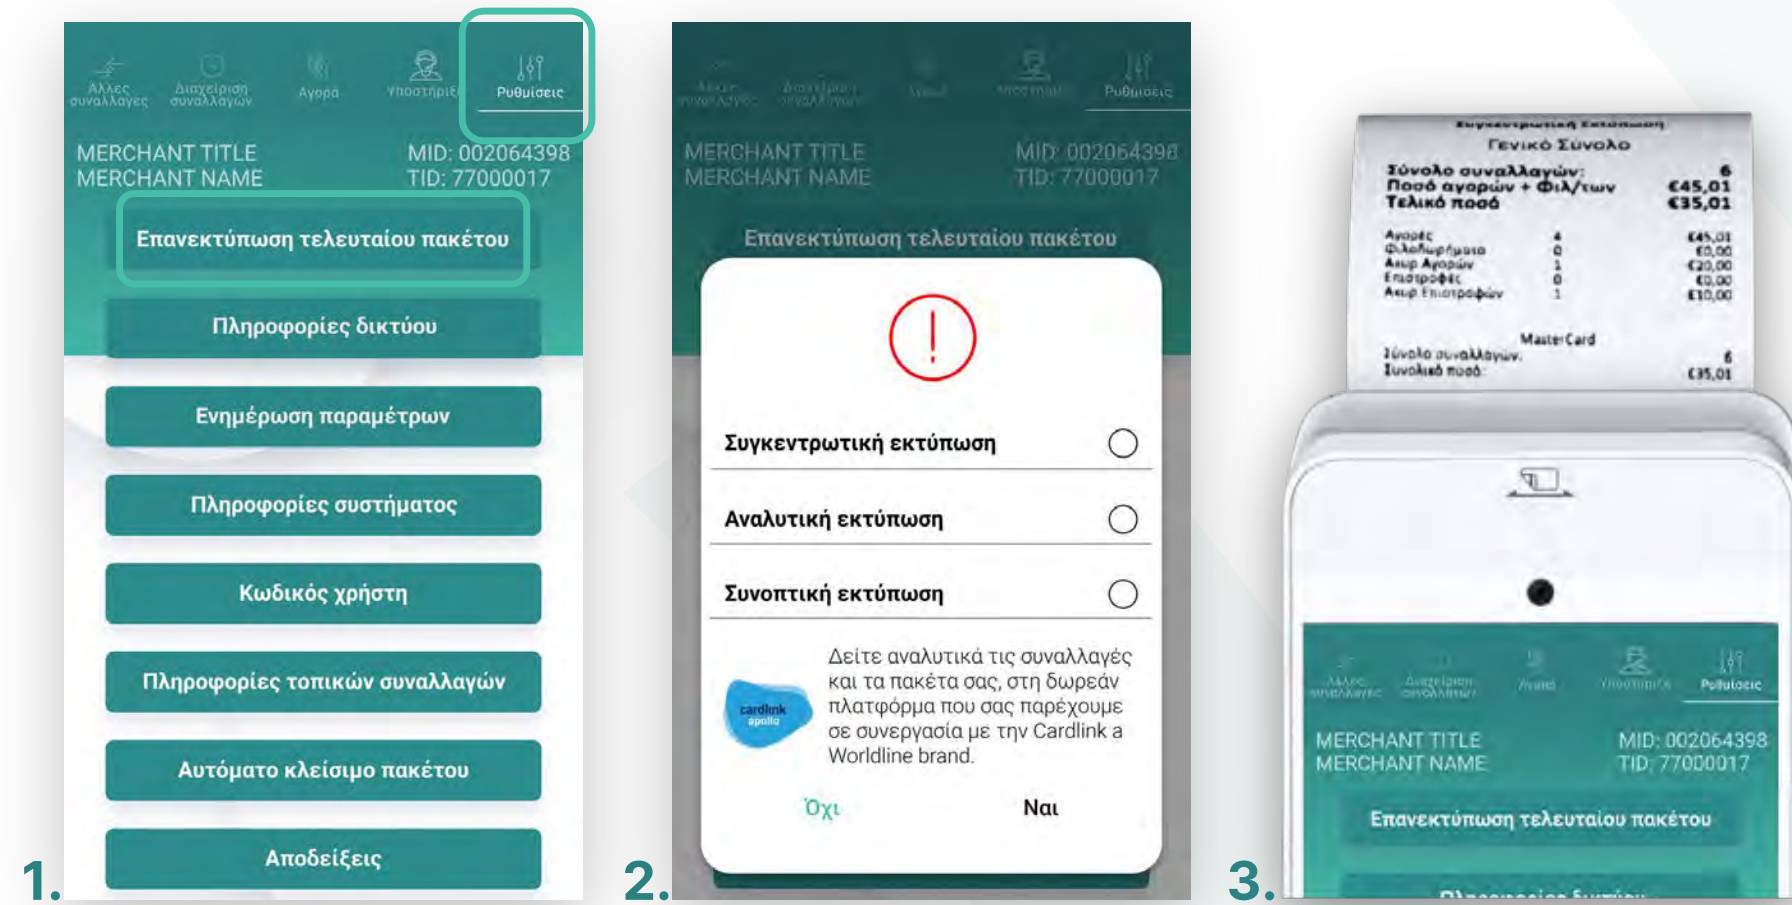 Άλλες συναλλαγές
Διαχείριση συναλλαγών
Αγορά
Υποστήριξη
Ρυθμίσεις
MERCHANT TITLE MID: 002064398
MERCHANT NAME TID: 77000017
Επανεκτύπωση τελευταίου πακέτου
Πληροφορίες δικτύου
Ενημέρωση παραμέτρων
Πληροφορίες συστήματος
Κωδικός χρήστη
Πληροφορίες τοπικών συναλλαγών
Αυτόματο κλείσιμο πακέτου
Αποδείξεις
1.
Ρυθμίσεις
MERCHANT TITLE MID: 002064398
MERCHANT NAME TID: 77000017
Επανεκτύπωση τελευταίου πακέτου
Συγκεντρωτική εκτύπωση
Αναλυτική εκτύπωση
Συνοπτική εκτύπωση
cardlink
apollo
Δείτε αναλυτικά τις συναλλαγές
και τα πακέτα σας, στη δωρεάν
πλατφόρμα που σας παρέχουμε
σε συνεργασία με την Cardlink a
Worldline brand.
Όχι Ναι
2.
Συγκεντρωτική Εκτύπωση
Γενικό Σύνολο
Σύνολο συναλλαγών: 6
Ποσό αγορών + Φιλ/των €45,01
Τελικό ποσό €35,01
Αγορές 4 €45,01
Φιλοδωρήματα 0 €0,00
Ακυρ Αγορών 1 €20,00
Επιστροφές 0 €0,00
Ακυρ Επιστροφών 1 €10,00
MasterCard
Σύνολο συναλλαγών: 6
Συνολικό ποσό: €35,01
Ρυθμίσεις
MERCHANT TITLE MID: 002064398
MERCHANT NAME TID: 77000017
Επανεκτύπωση τελευταίου πακέτου
Πληροφορίες δικτύου
3.